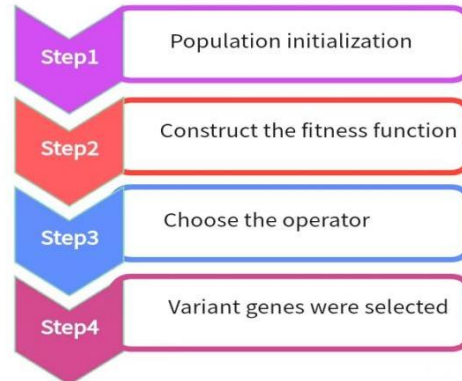 Step1
Population initialization
Step2
Construct the fitness function
Step3
Choose the operator
Step4
Variant genes were selected